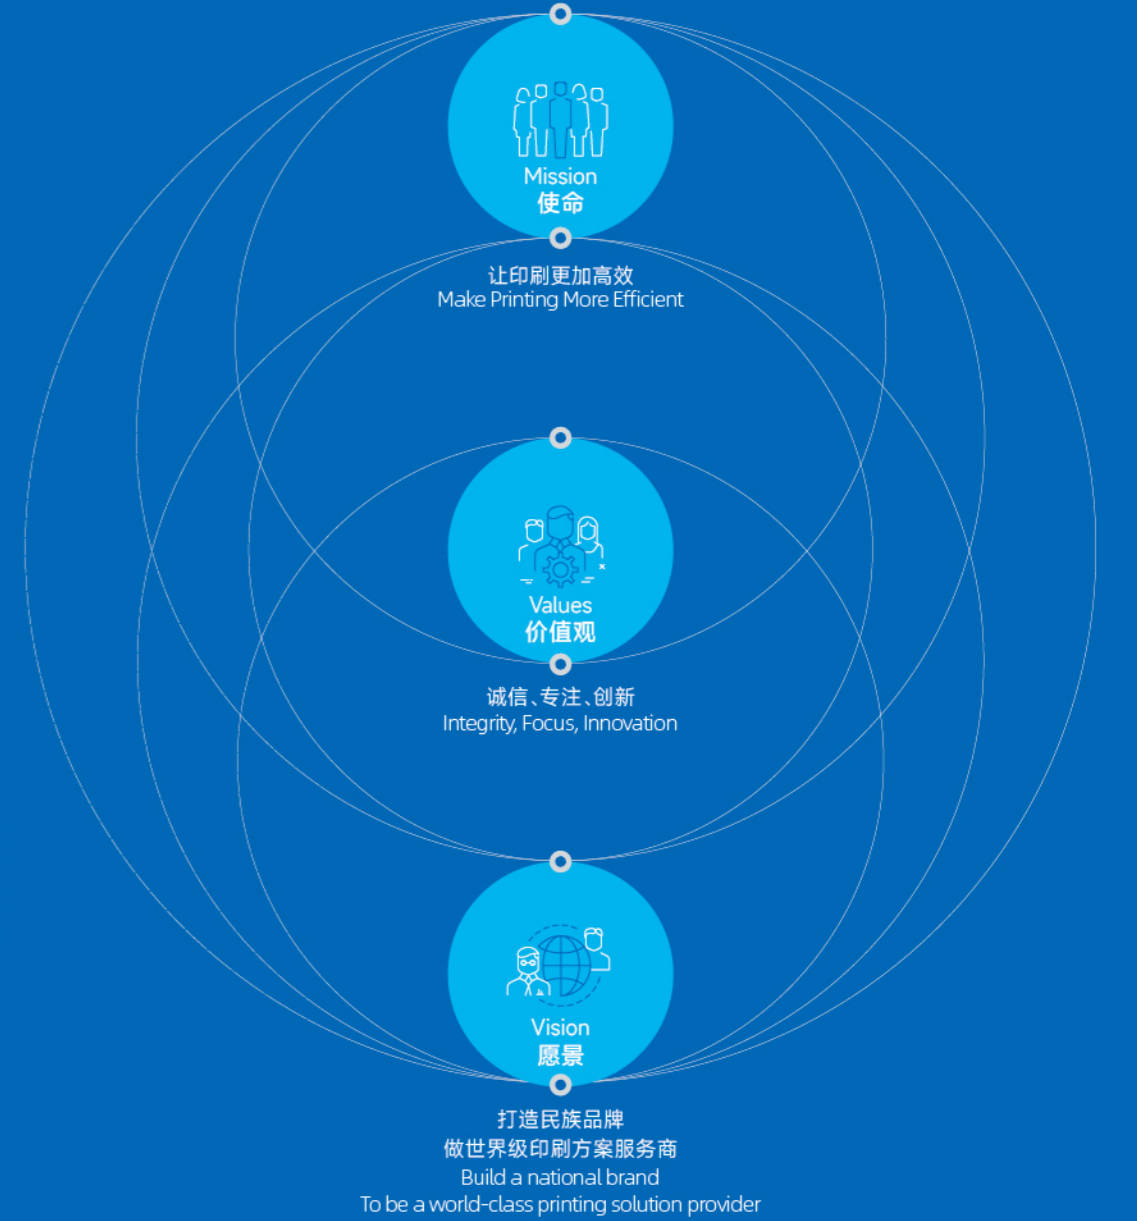 Mission
使命
让印刷更加高效
Make Printing More Efficient
Values
价值观
诚信、专注、创新
Integrity, Focus, Innovation
Vision
愿景
打造民族品牌
做世界级印刷方案服务商
Build a national brand
To be a world-class printing solution provider